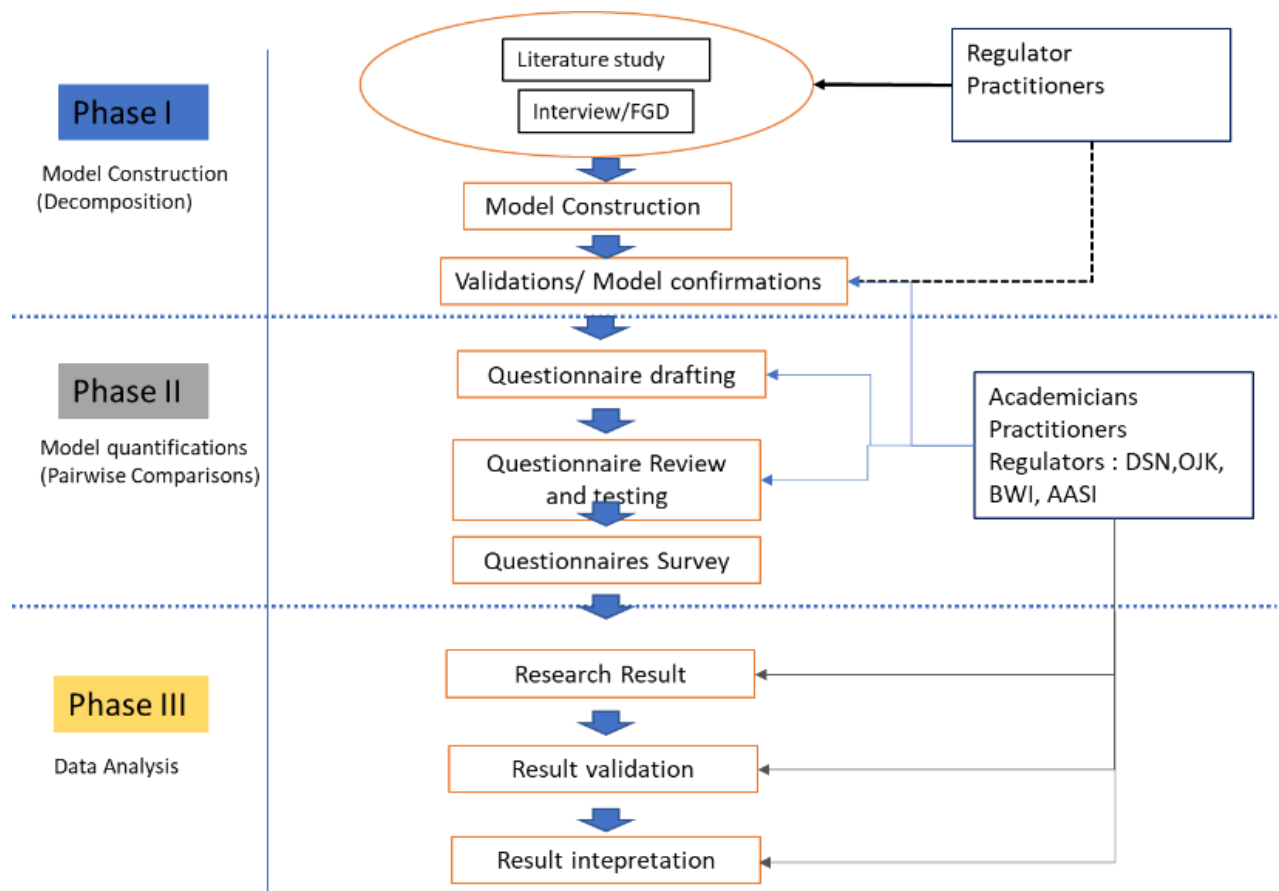 Literature study
Interview/FGD
Regulator
Practitioners
Phase I
Model Construction
(Decomposition)
Model Construction
Validations/ Model confirmations
Phase II
Model quantifications
(Pairwise Comparisons)
Questionnaire drafting
Questionnaire Review
and testing
Questionnaires Survey
Academicians
Practitioners
Regulators : DSN,OJK,
BWI, AASI
Phase III
Data Analysis
Research Result
Result validation
Result intepretation